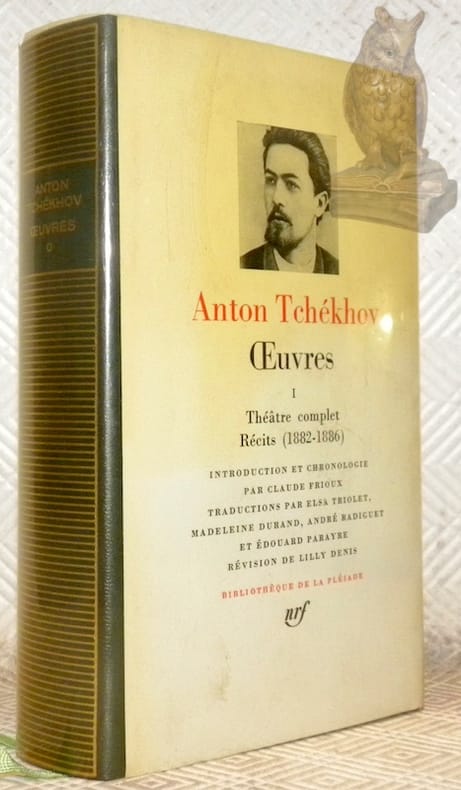 ANTON
TCHÉKHOV
ŒUVRES
Anton Tchékhov
Œuvres
I
Théâtre complet
Récits (1882-1886)
INTRODUCTION ET CHRONOLOGIE
PAR CLAUDE FRIOUX
TRADUCTIONS PAR ELSA TRIOLET,
MADELEINE DURAND, ANDRÉ RADIGUET
ET ÉDOUARD PARAYRE
RÉVISION DE LILLY DENIS
BIBLIOTHÈQUE DE LA PLÉIADE
nrf